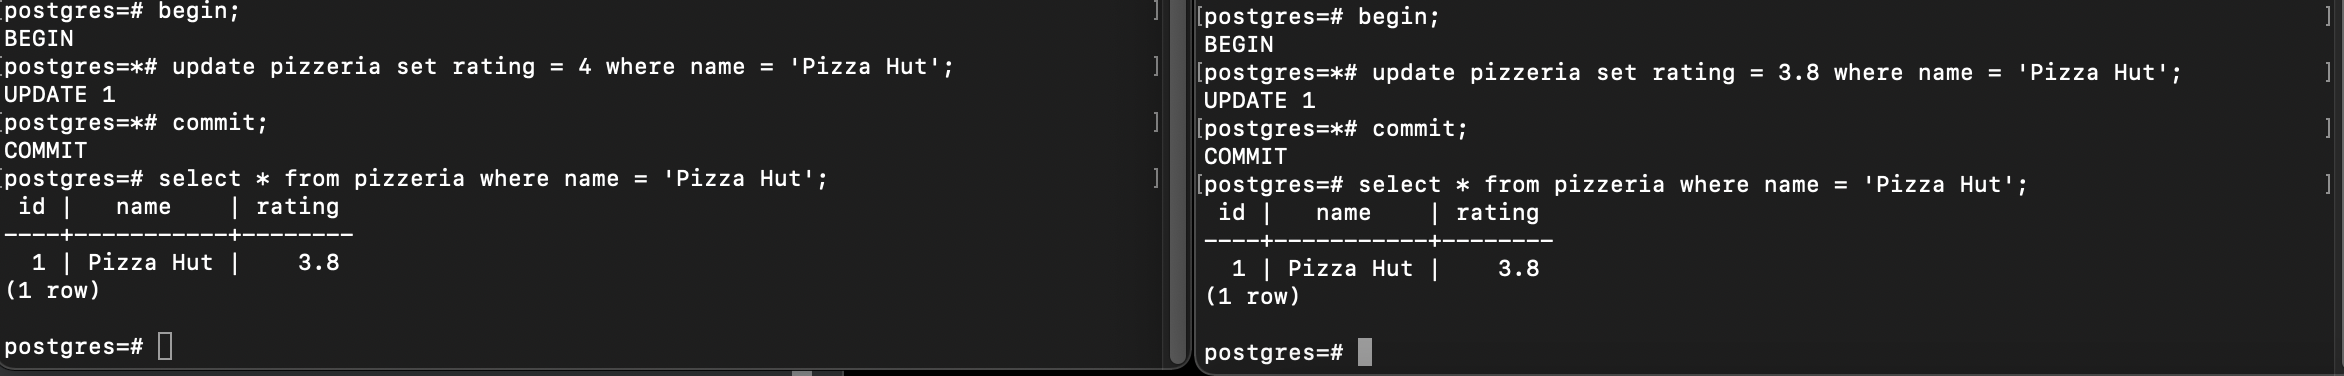 postgres=# begin;
BEGIN
postgres=*# update pizzeria set rating = 4 where name = 'Pizza Hut';
UPDATE 1
postgres=*# commit;
COMMIT
postgres=# select * from pizzeria where name = 'Pizza Hut';
 id |   name    | rating
----+-----------+--------
  1 | Pizza Hut |    3.8
(1 row)
postgres=#
postgres=# begin;
BEGIN
postgres=*# update pizzeria set rating = 3.8 where name = 'Pizza Hut';
UPDATE 1
postgres=*# commit;
COMMIT
postgres=# select * from pizzeria where name = 'Pizza Hut';
 id |   name    | rating
----+-----------+--------
  1 | Pizza Hut |    3.8
(1 row)
postgres=#